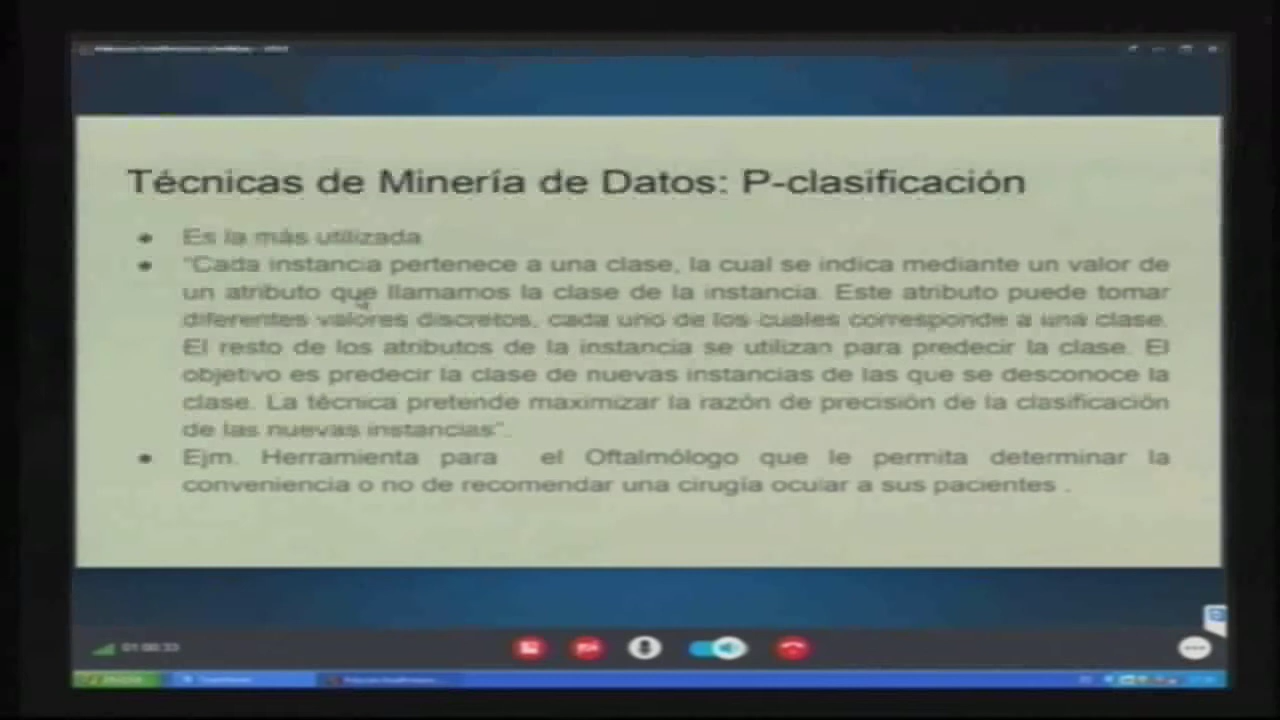 Técnicas de Minería de Datos: P-clasificación
Es la más utilizada
"Cada instancia pertenece a una clase, la cual se indica mediante un valor de
un atributo que llamamos la clase de la instancia. Este atributo puede tomar
diferentes valores discretos, cada uno de los cuales corresponde a una clase.
El resto de los atributos de la instancia se utilizan para predecir la clase. El
objetivo es predecir la clase de nuevas instancias de las que se desconoce la
clase. La técnica pretende maximizar la razón de precisión de la clasificación
de las nuevas instancias".
Ejm. Herramienta para el Oftalmólogo que le permita determinar la
conveniencia o no de recomendar una cirugía ocular a sus pacientes .